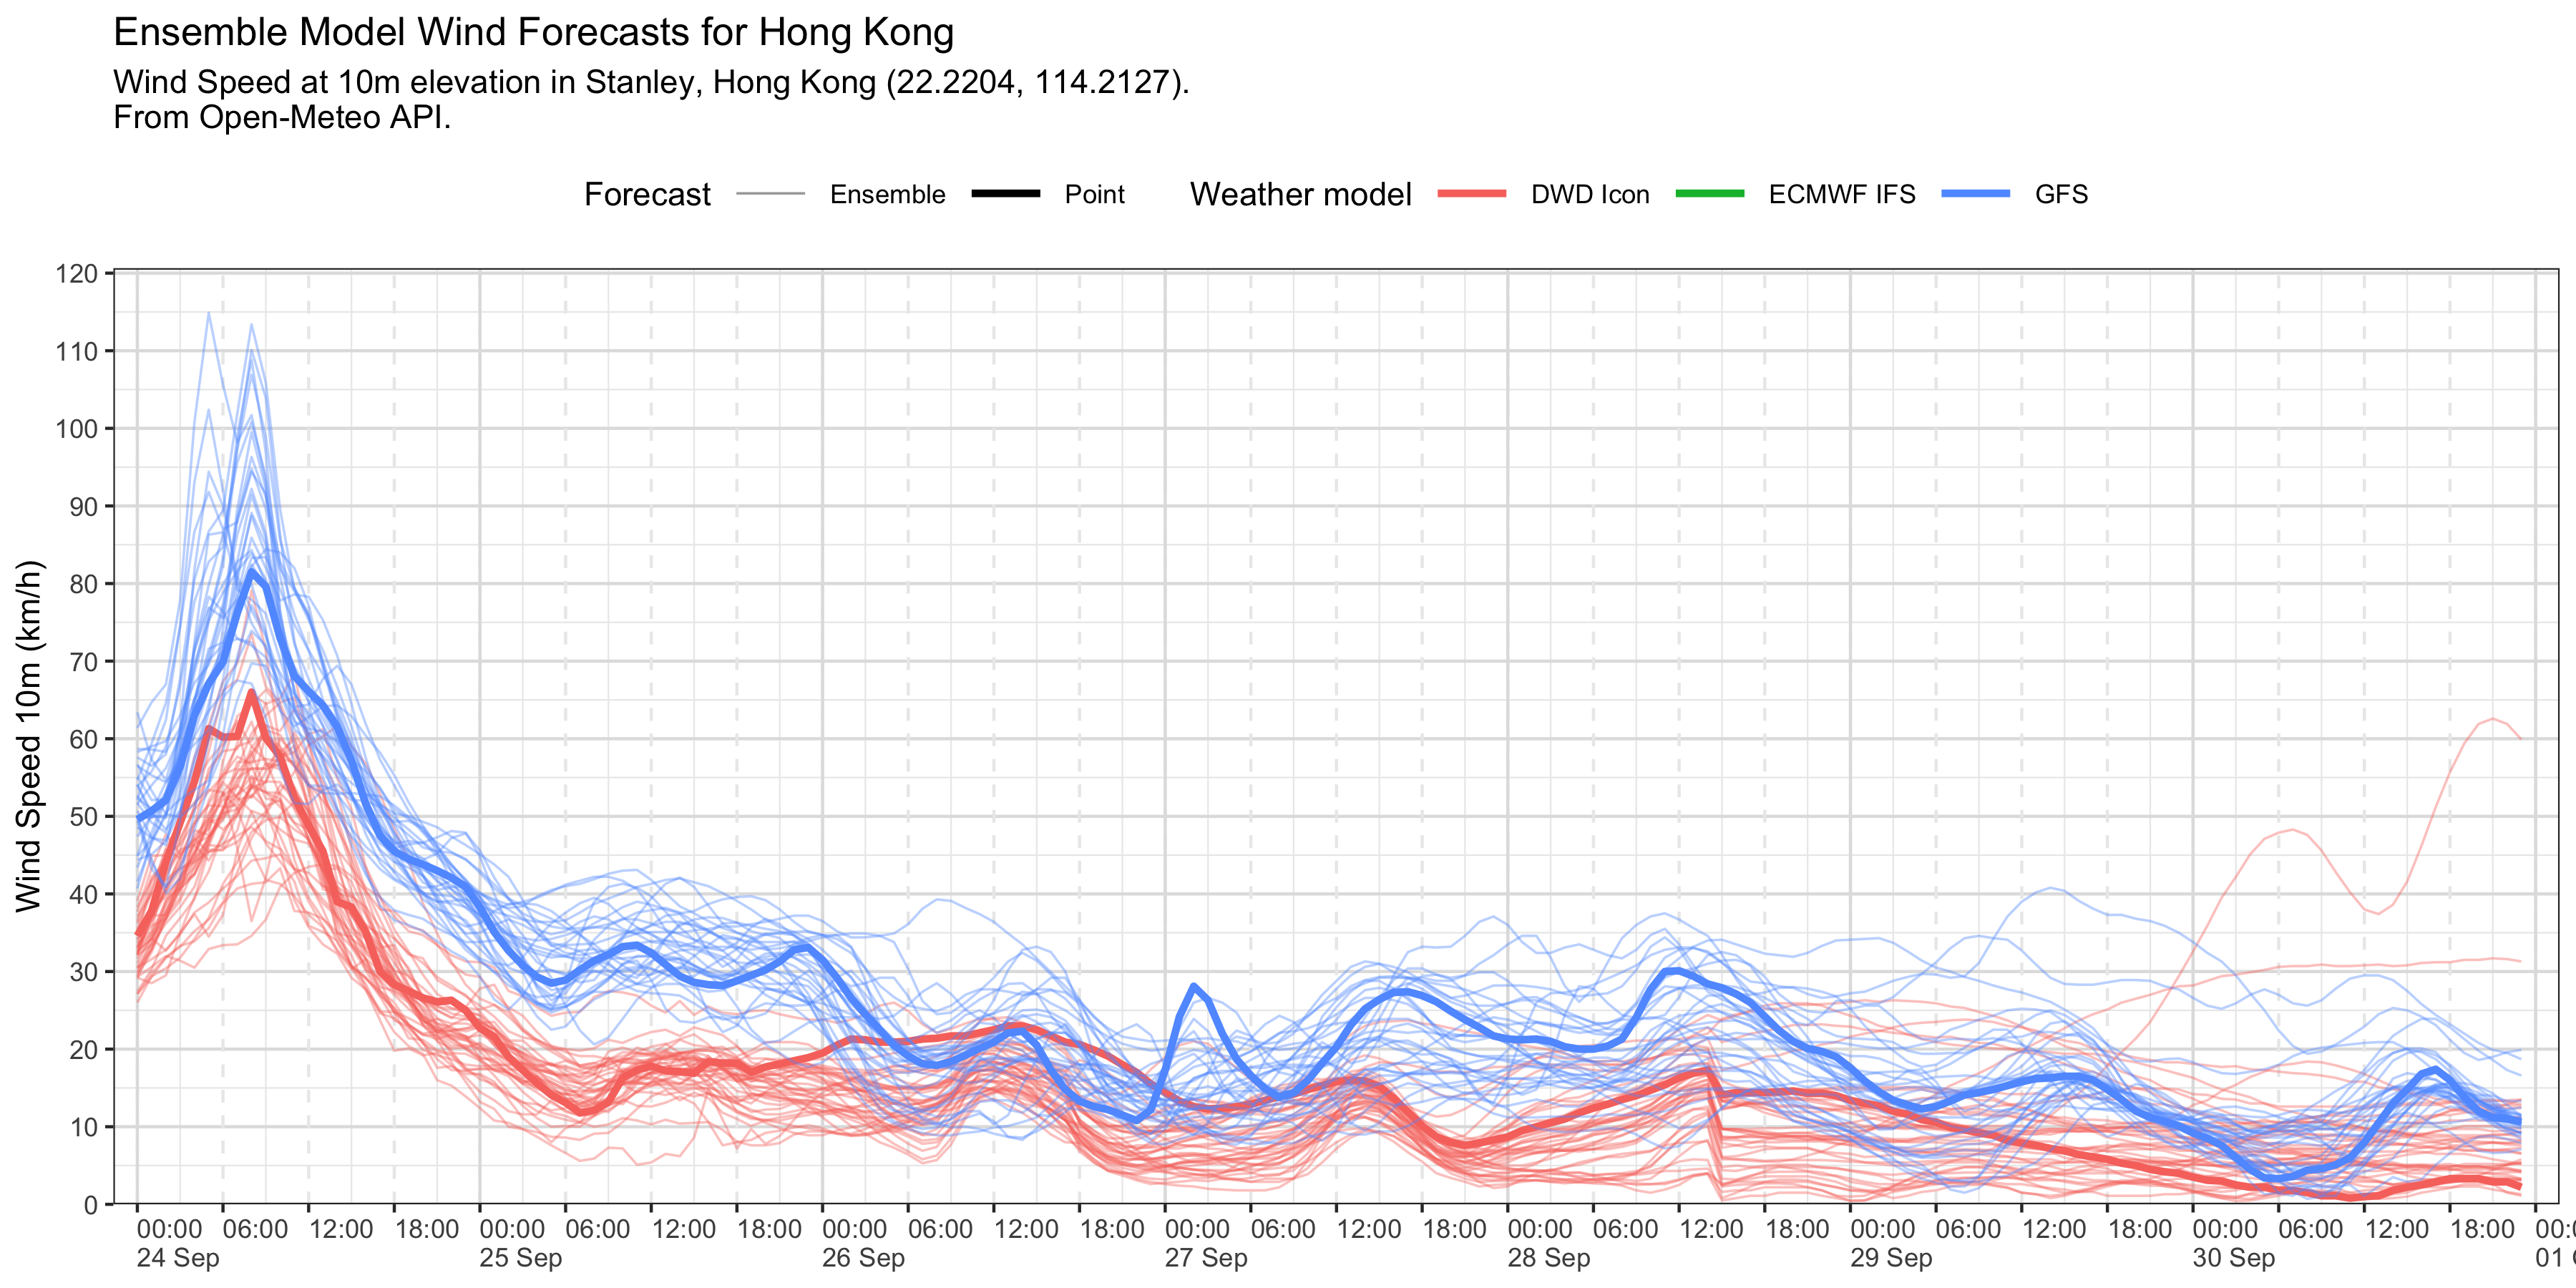 Ensemble Model Wind Forecasts for Hong Kong
Wind Speed at 10m elevation in Stanley, Hong Kong (22.2204, 114.2127).
From Open-Meteo API.
Forecast Ensemble Point Weather model DWD Icon ECMWF IFS GFS
120
110
100
90
80
70
60
50
40
30
20
10
0
Wind Speed 10m (km/h)
00:00 06:00 12:00 18:00 00:00 06:00 12:00 18:00 00:00 06:00 12:00 18:00 00:00 06:00 12:00 18:00 00:00 06:00 12:00 18:00 00:00 06:00 12:00 18:00 00:00 06:00 12:00 18:00
24 Sep 25 Sep 26 Sep 27 Sep 28 Sep 29 Sep 30 Sep 01